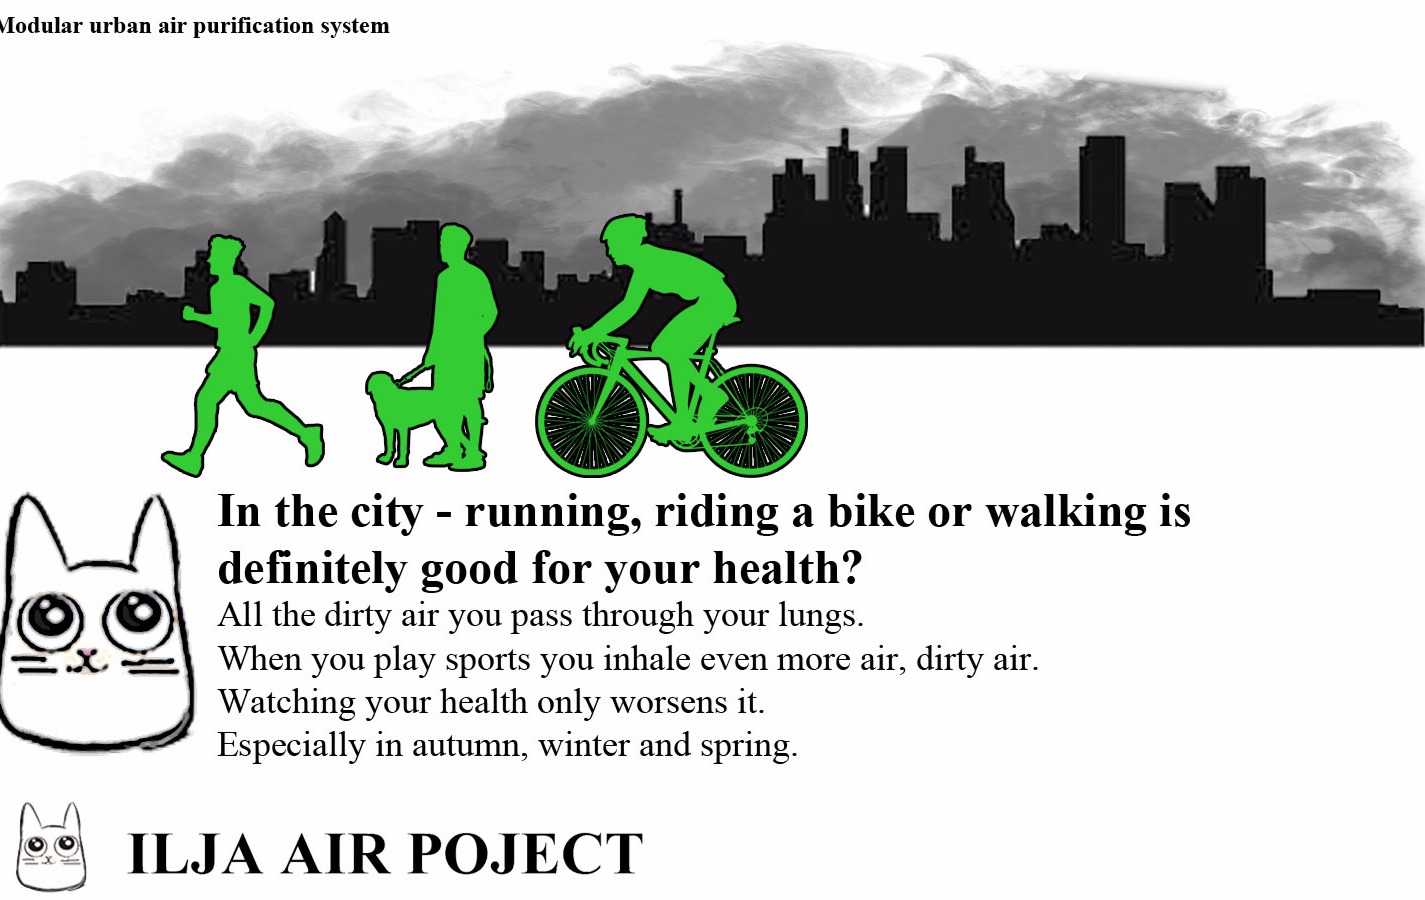 Modular urban air purification system
In the city - running, riding a bike or walking is
definitely good for your health?
All the dirty air you pass through your lungs.
When you play sports you inhale even more air, dirty air.
Watching your health only worsens it.
Especially in autumn, winter and spring.
ILJA AIR POJECT